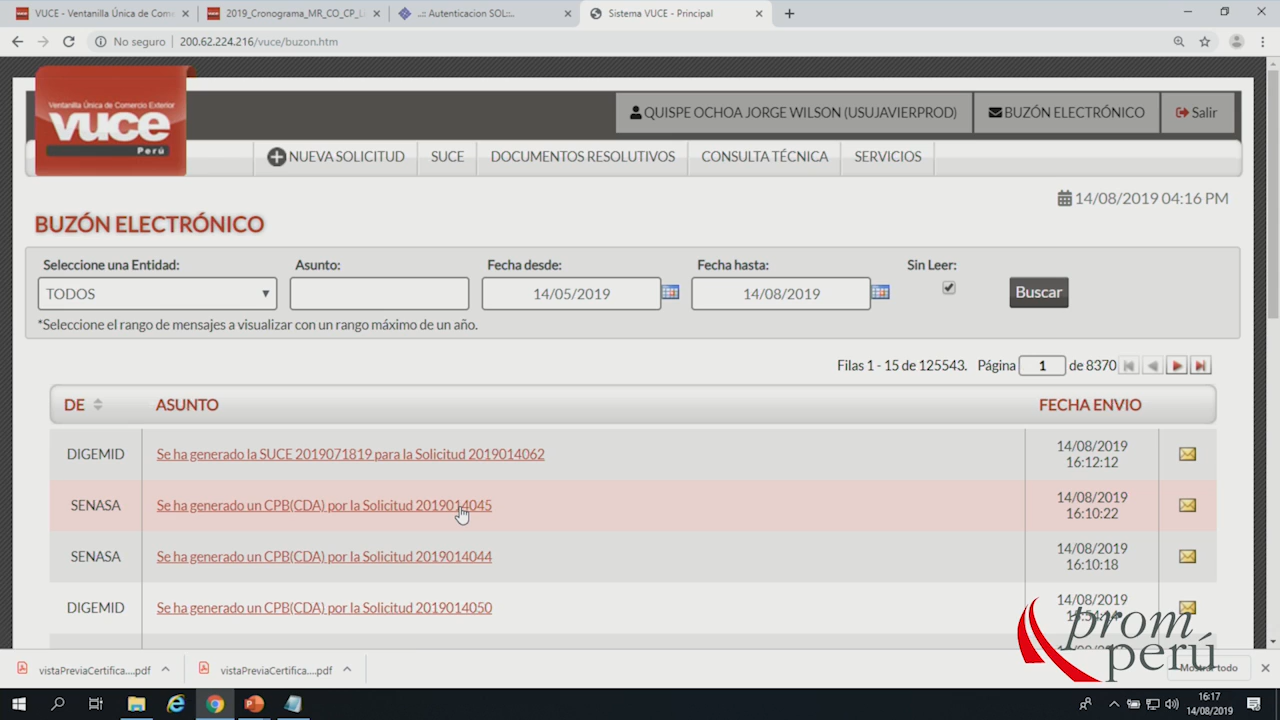 VUCE - Ventanilla Única de Come
2019_Cronograma_MR_CO_CP_L
..:: Autenticacion SOL::..
Sistema VUCE - Principal
No seguro | 200.62.224.216/vuce/buzon.htm
Ventanilla Única de Comercio Exterior
vuce
Perú
QUISPE OCHOA JORGE WILSON (USUJAVIERPROD)
BUZÓN ELECTRÓNICO
Salir
NUEVA SOLICITUD
SUCE
DOCUMENTOS RESOLUTIVOS
CONSULTA TÉCNICA
SERVICIOS
14/08/2019 04:16 PM
BUZÓN ELECTRÓNICO
Seleccione una Entidad: Asunto: Fecha desde: Fecha hasta: Sin Leer:
TODOS 14/05/2019 14/08/2019 Buscar
*Seleccione el rango de mensajes a visualizar con un rango máximo de un año.
Filas 1 - 15 de 125543. Página 1 de 8370
DE ASUNTO FECHA ENVIO
DIGEMID Se ha generado la SUCE 2019071819 para la Solicitud 2019014062 14/08/2019
16:12:12
SENASA Se ha generado un CPB(CDA) por la Solicitud 2019014045 14/08/2019
16:10:22
SENASA Se ha generado un CPB(CDA) por la Solicitud 2019014044 14/08/2019
16:10:18
DIGEMID Se ha generado un CPB(CDA) por la Solicitud 2019014050 14/08/2019
prom
perú
vistaPreviaCertifica....pdf
vistaPreviaCertifica....pdf
Mostrar todo
16:17
14/08/2019